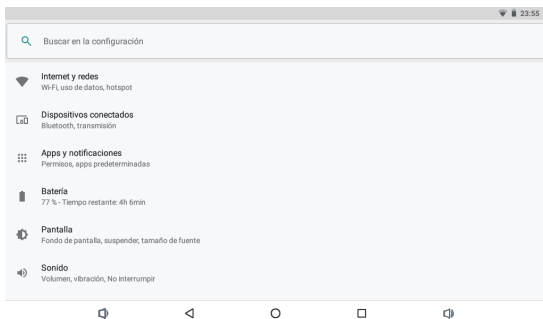 23:55
Buscar en la configuración
Internet y redes
Wi-Fi, uso de datos, hotspot
Dispositivos conectados
Bluetooth, transmisión
Apps y notificaciones
Permisos, apps predeterminadas
Batería
77 % - Tiempo restante: 4h 6min
Pantalla
Fondo de pantalla, suspender, tamaño de fuente
Sonido
Volumen, vibración, No interrumpir